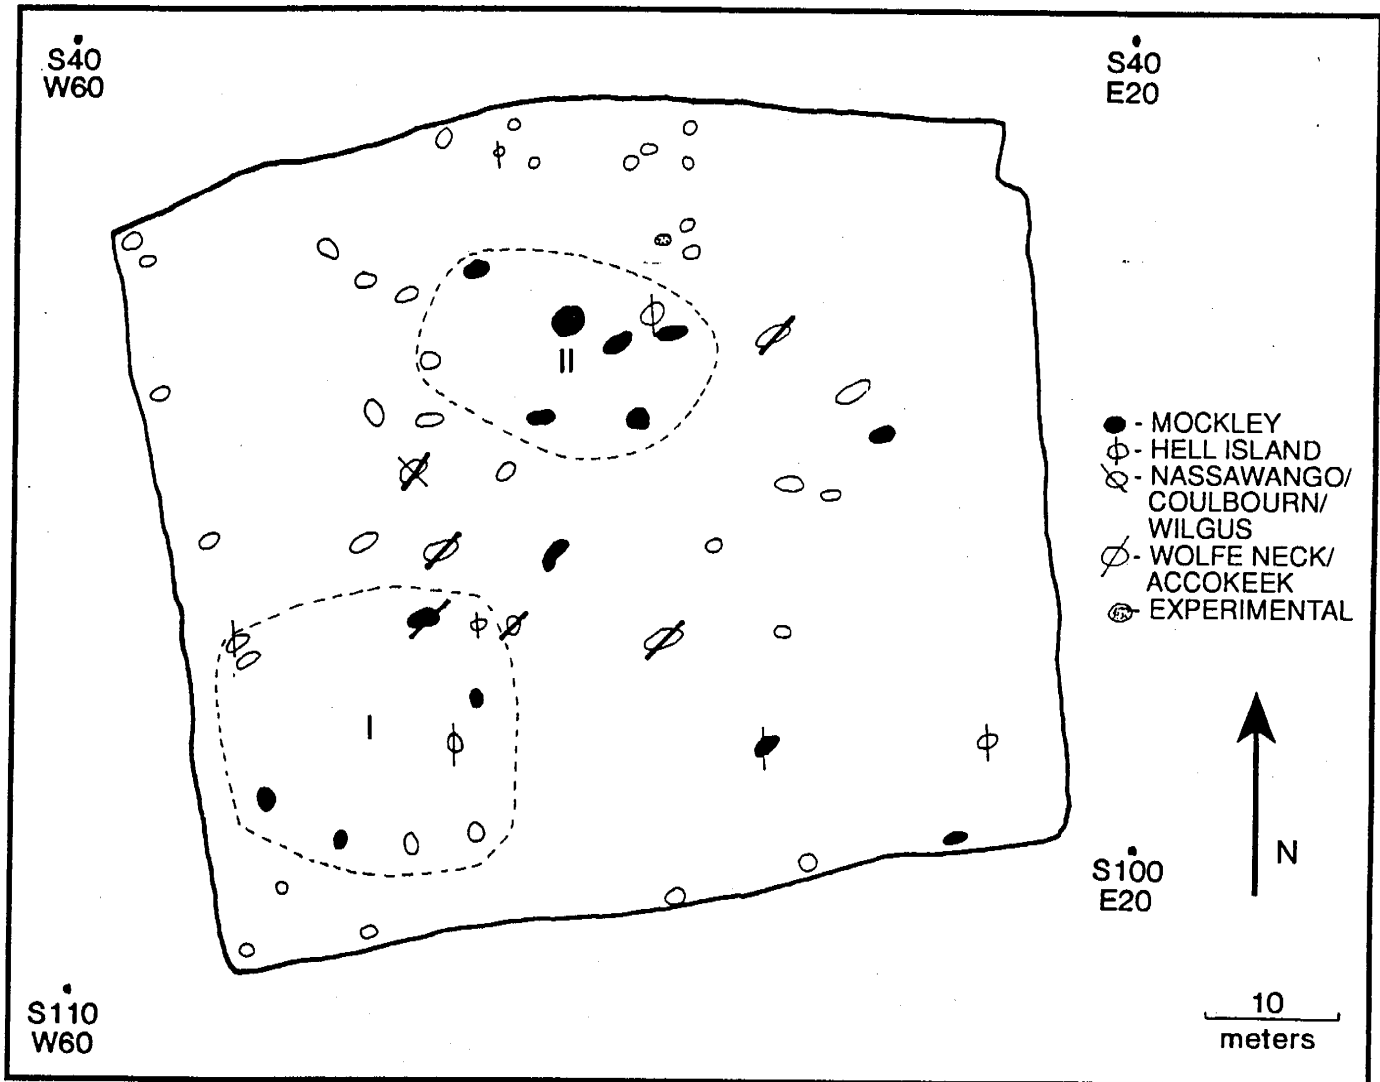 S40
W60
S40
E20
II
- MOCKLEY
- HELL ISLAND
- NASSAWANGO/
COULBOURN/
WILGUS
- WOLFE NECK/
ACCOKEEK
- EXPERIMENTAL
I
N
S100
E20
S110
W60
10
meters